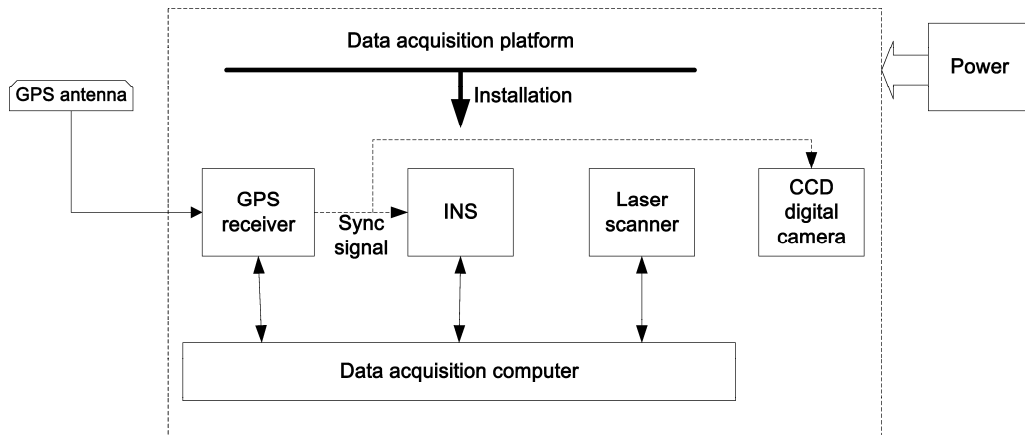 Data acquisition platform
Power
Installation
GPS antenna
GPS
receiver
Sync
signal
INS
Laser
scanner
CCD
digital
camera
Data acquisition computer